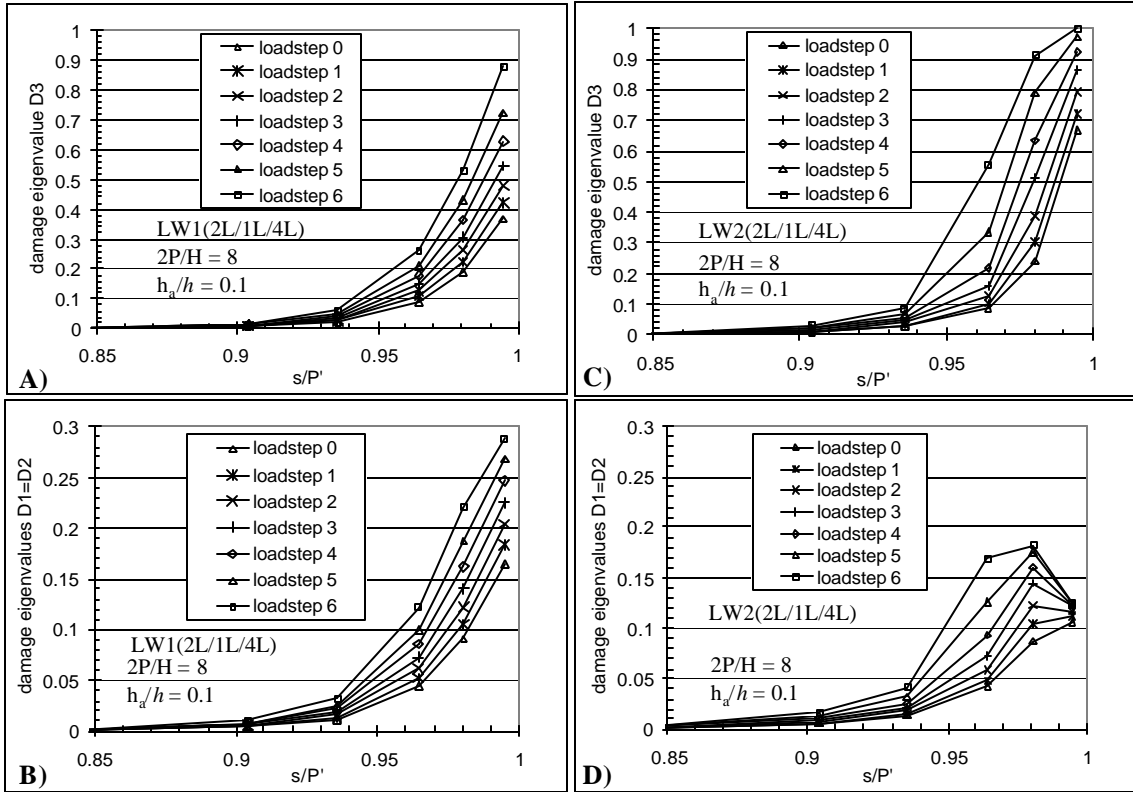 damage eigenvalue D3
1
0.9
0.8
0.7
0.6
0.5
0.4
0.3
0.2
0.1
0
loadstep 0
loadstep 1
loadstep 2
loadstep 3
loadstep 4
loadstep 5
loadstep 6
LW1(2L/1L/4L)
2P/H = 8
ha/h = 0.1
0.85 0.9 0.95 1
s/P'
A)
damage eigenvalue D3
1
0.9
0.8
0.7
0.6
0.5
0.4
0.3
0.2
0.1
0
loadstep 0
loadstep 1
loadstep 2
loadstep 3
loadstep 4
loadstep 5
loadstep 6
LW2(2L/1L/4L)
2P/H = 8
ha/h = 0.1
0.85 0.9 0.95 1
s/P'
C)
damage eigenvalues D1=D2
0.3
0.25
0.2
0.15
0.1
0.05
0
loadstep 0
loadstep 1
loadstep 2
loadstep 3
loadstep 4
loadstep 5
loadstep 6
LW1(2L/1L/4L)
2P/H = 8
ha/h = 0.1
0.85 0.9 0.95 1
s/P'
B)
damage eigenvalues D1=D2
0.3
0.25
0.2
0.15
0.1
0.05
0
loadstep 0
loadstep 1
loadstep 2
loadstep 3
loadstep 4
loadstep 5
loadstep 6
LW2(2L/1L/4L)
2P/H = 8
ha/h = 0.1
0.85 0.9 0.95 1
s/P'
D)